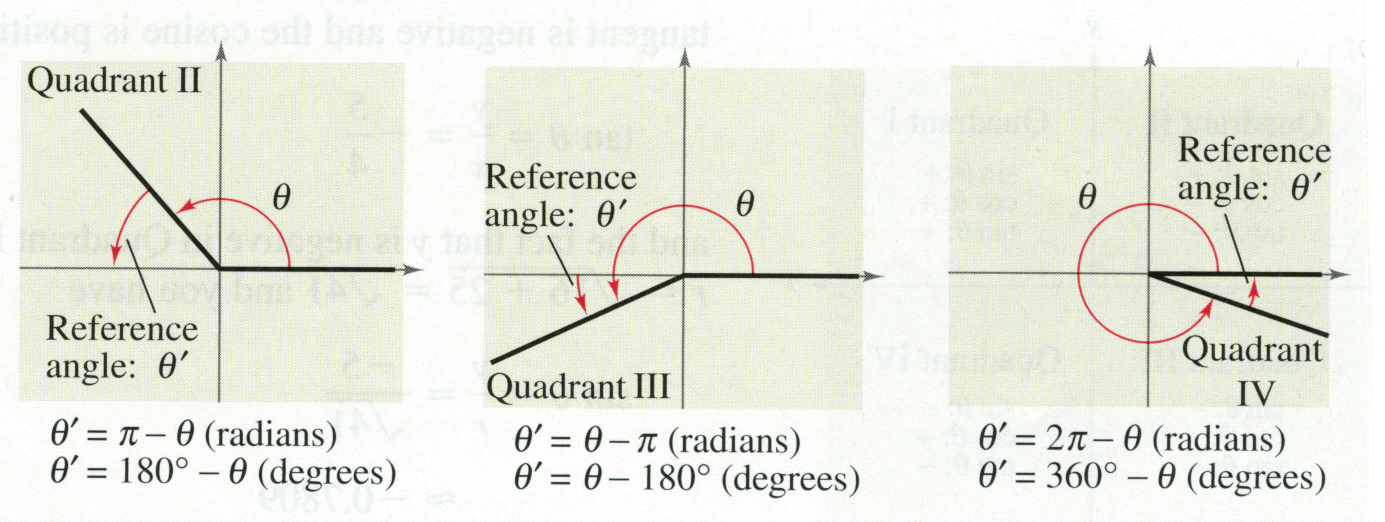 Quadrant II
θ
Reference
angle: θ′
θ′ = π – θ (radians)
θ′ = 180° – θ (degrees)
Reference
angle: θ′
θ
Quadrant III
θ′ = θ – π (radians)
θ′ = θ – 180° (degrees)
θ
Reference
angle: θ′
Quadrant
IV
θ′ = 2π – θ (radians)
θ′ = 360° – θ (degrees)